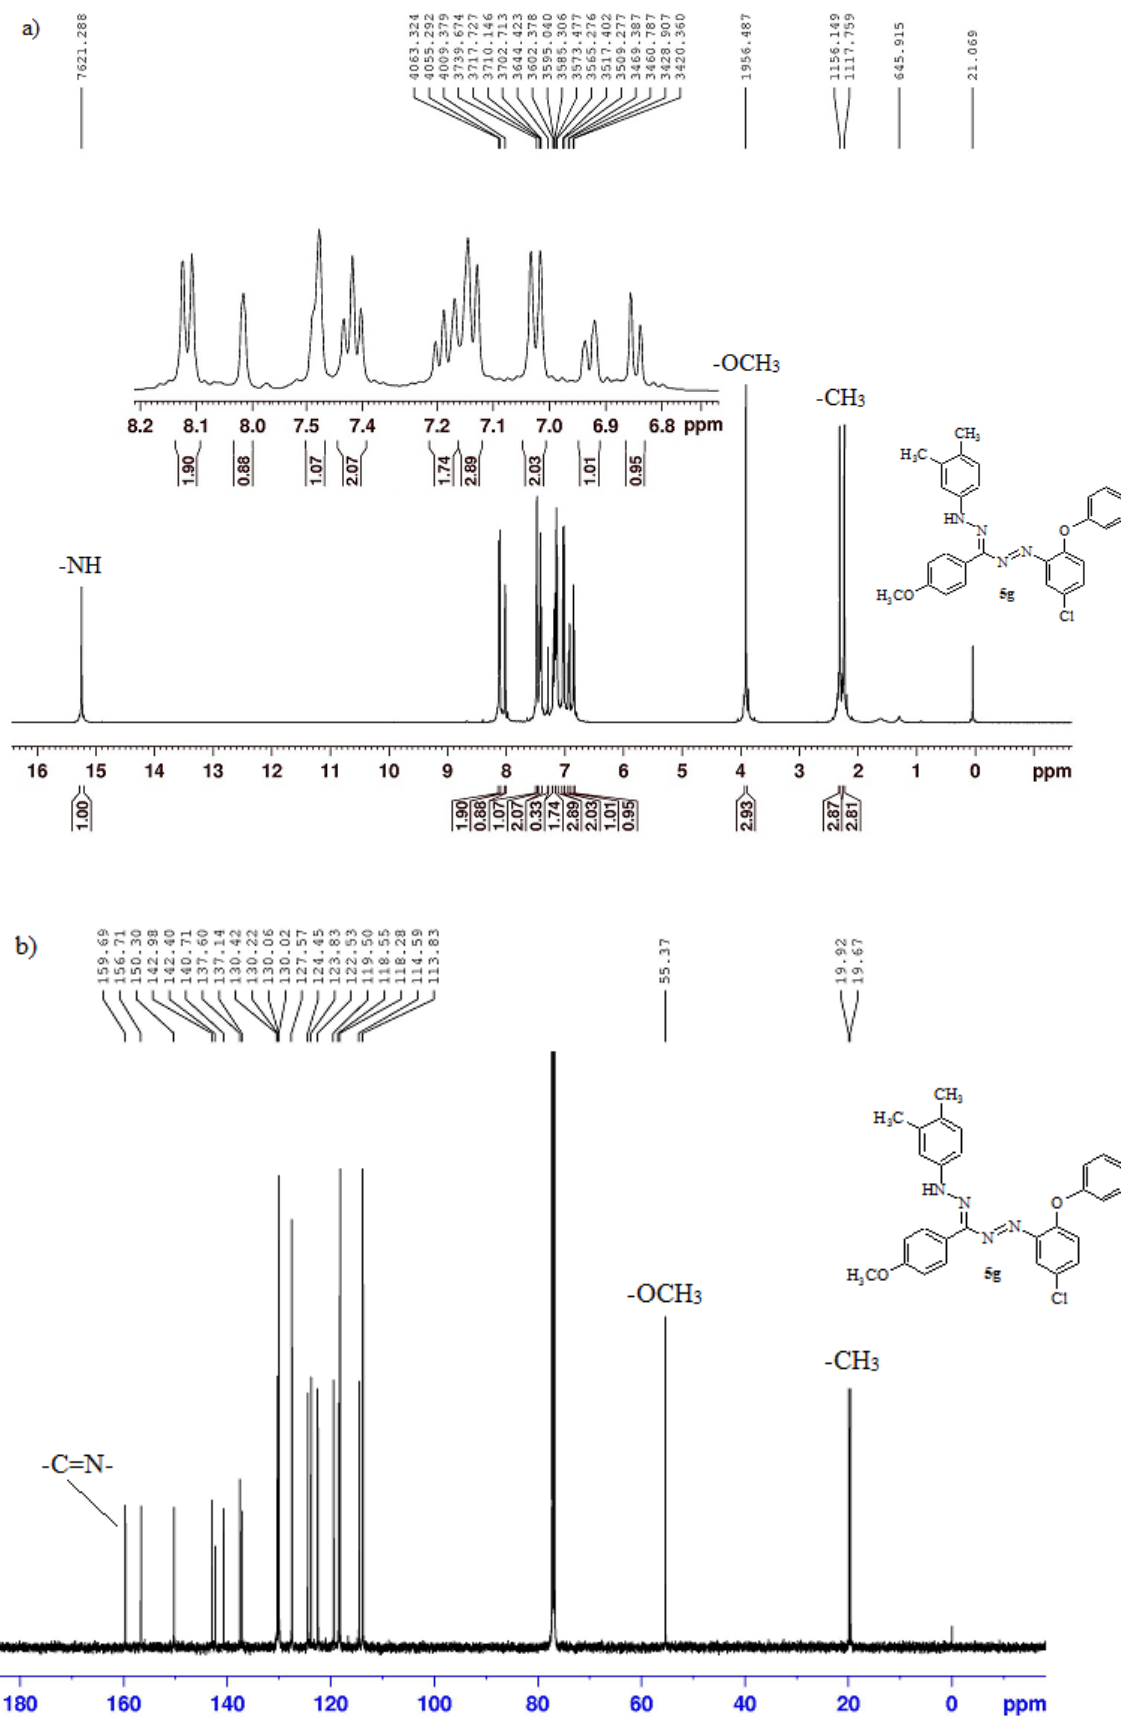 a)
7621.288
4063.324
4055.292
4009.379
3739.674
3717.727
3710.146
3702.713
3644.423
3602.378
3595.040
3585.306
3573.477
3565.276
3517.402
3509.277
3469.387
3460.787
3428.907
3420.360
1956.487
1156.149
1117.759
645.915
21.069
-OCH3
-CH3
8.2 8.1 8.0 7.5 7.4 7.2 7.1 7.0 6.9 6.8 ppm
1.90 0.88 1.07 2.07 1.74 2.89 2.03 1.01 0.95
CH3
H3C
HN
N
O
N
N
H3CO
5g
Cl
-NH
16 15 14 13 12 11 10 9 8 7 6 5 4 3 2 1 0 ppm
1.00 1.90 0.88 1.07 2.07 0.33 1.74 2.89 2.03 1.01 0.95 2.93 2.87 2.81
b)
159.69
156.71
150.30
142.98
142.40
140.71
137.60
137.14
130.42
130.22
130.06
130.02
127.57
124.45
123.83
122.53
119.50
118.55
118.28
114.59
113.83
55.37
19.92
19.67
CH3
H3C
HN
N
O
N
N
H3CO
5g
Cl
-OCH3
-CH3
-C=N-
180 160 140 120 100 80 60 40 20 0 ppm